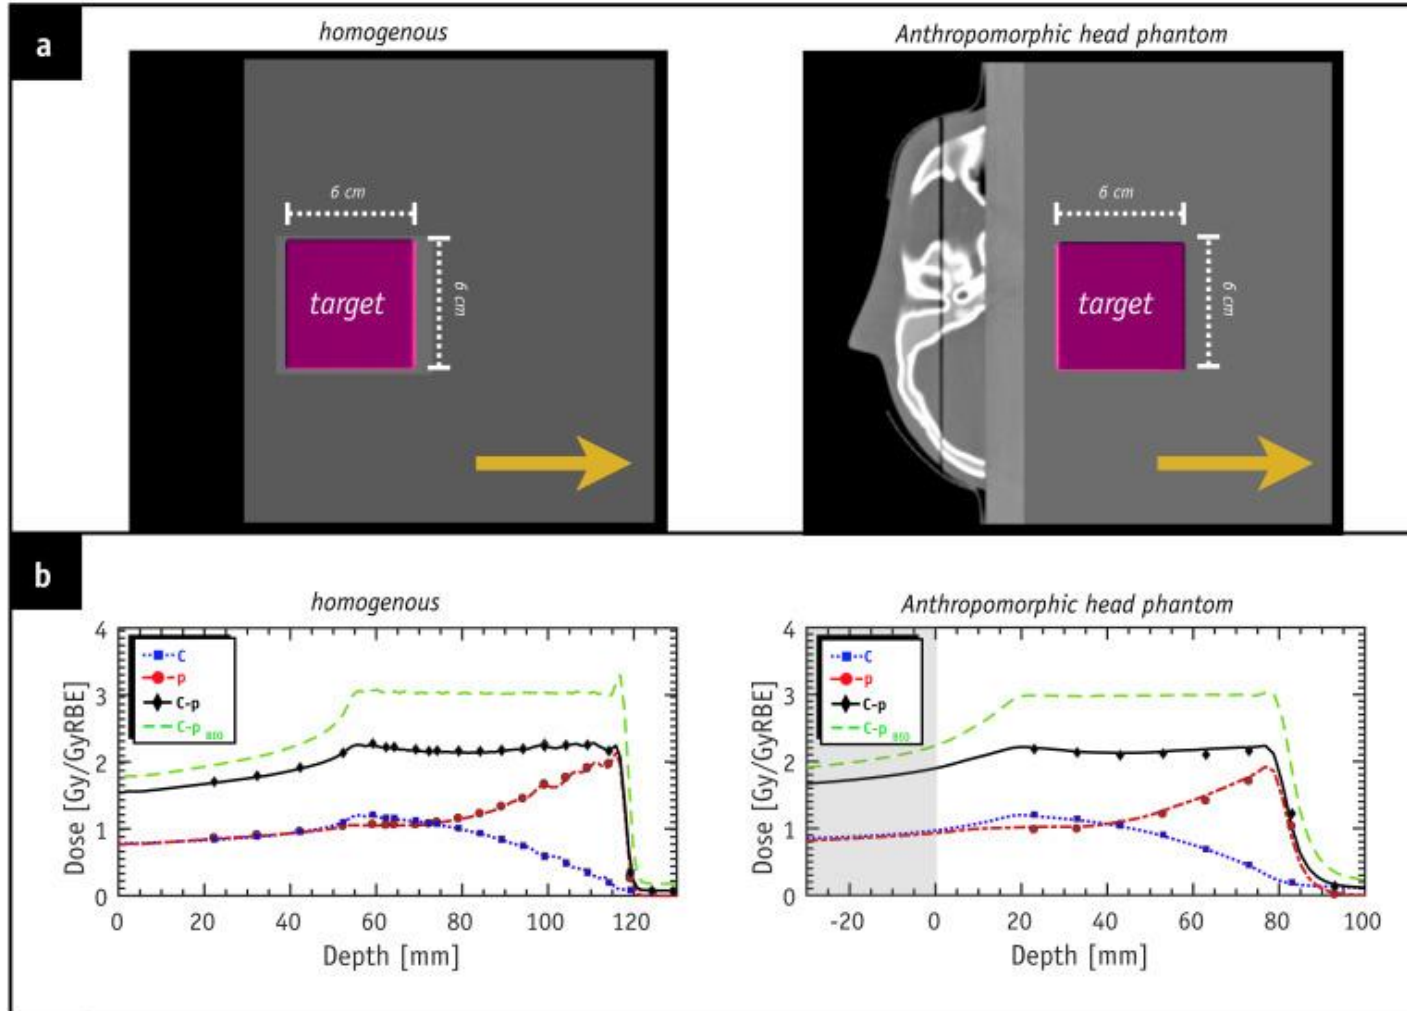 a
homogenous
Anthropomorphic head phantom
6 cm
6 cm
target
6 cm
6 cm
target
b
homogenous
Anthropomorphic head phantom
Dose [Gy/GyRBE]
4
3
2
1
0
C
p
C-p
C-p BIO
0 20 40 60 80 100 120
Depth [mm]
Dose [Gy/GyRBE]
4
3
2
1
0
C
p
C-p
C-p BIO
-20 0 20 40 60 80 100
Depth [mm]